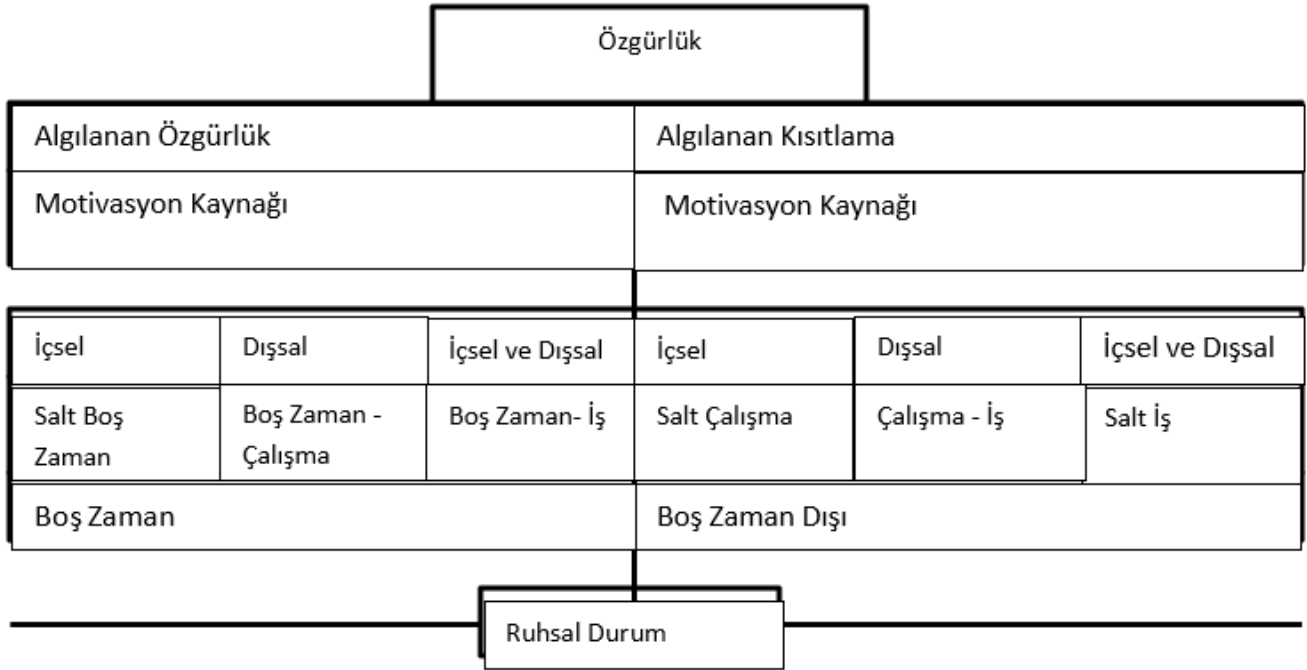 Özgürlük
Algılanan Özgürlük
Algılanan Kısıtlama
Motivasyon Kaynağı
Motivasyon Kaynağı
İçsel
Dışsal
İçsel ve Dışsal
İçsel
Dışsal
İçsel ve Dışsal
Salt Boş
Zaman
Boş Zaman -
Çalışma
Boş Zaman- İş
Salt Çalışma
Çalışma - İş
Salt İş
Boş Zaman
Boş Zaman Dışı
Ruhsal Durum